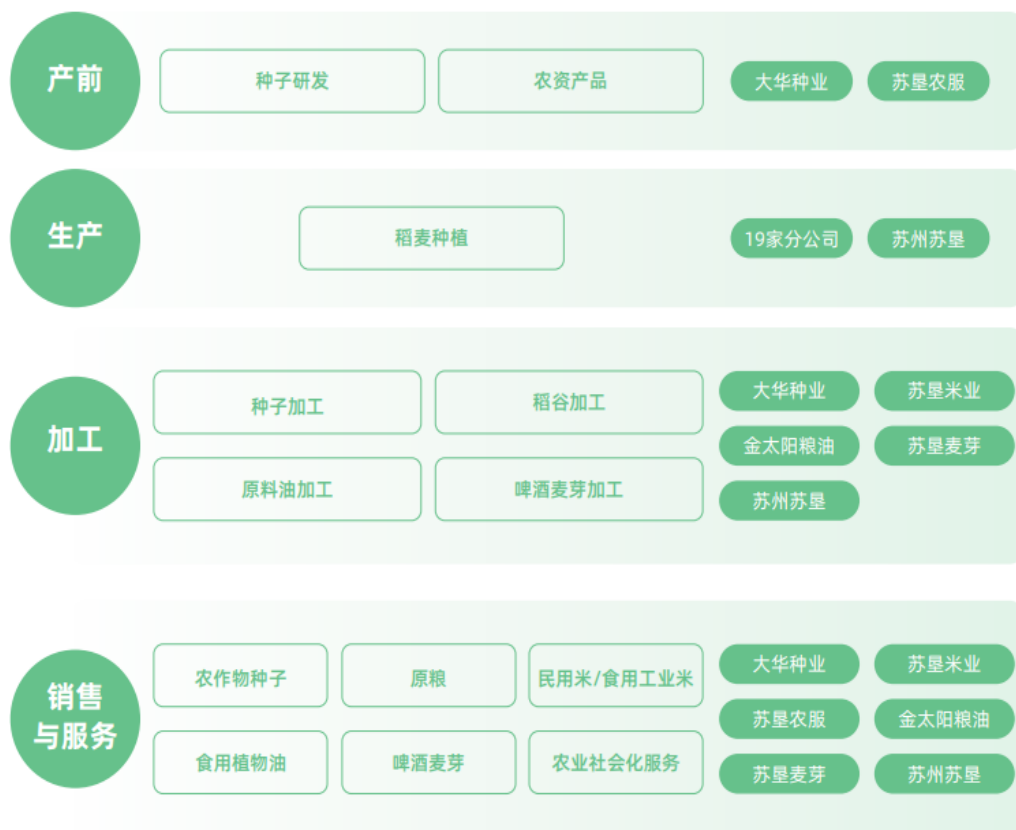 产前
种子研发
农资产品
大华种业
苏垦农服
生产
稻麦种植
19家分公司
苏州苏垦
加工
种子加工
稻谷加工
原料油加工
啤酒麦芽加工
大华种业
苏垦米业
金太阳粮油
苏垦麦芽
苏州苏垦
销售
与服务
农作物种子
原粮
民用米/食用工业米
食用植物油
啤酒麦芽
农业社会化服务
大华种业
苏垦米业
苏垦农服
金太阳粮油
苏垦麦芽
苏州苏垦